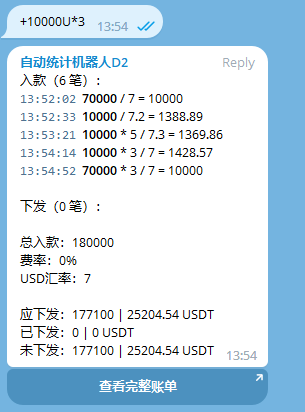 +10000U*3
13:54
自动统计机器人D2 Reply
入款（6 笔）：
13:52:02 70000 / 7 = 10000
13:52:33 10000 / 7.2 = 1388.89
13:53:21 10000 * 5 / 7.3 = 1369.86
13:54:14 10000 * 3 / 7 = 1428.57
13:54:52 70000 * 3 / 7 = 10000
下发（0 笔）：
总入款：180000
费率：0%
USD汇率：7
应下发：177100 | 25204.54 USDT
已下发：0 | 0 USDT
未下发：177100 | 25204.54 USDT
13:54
查看完整账单